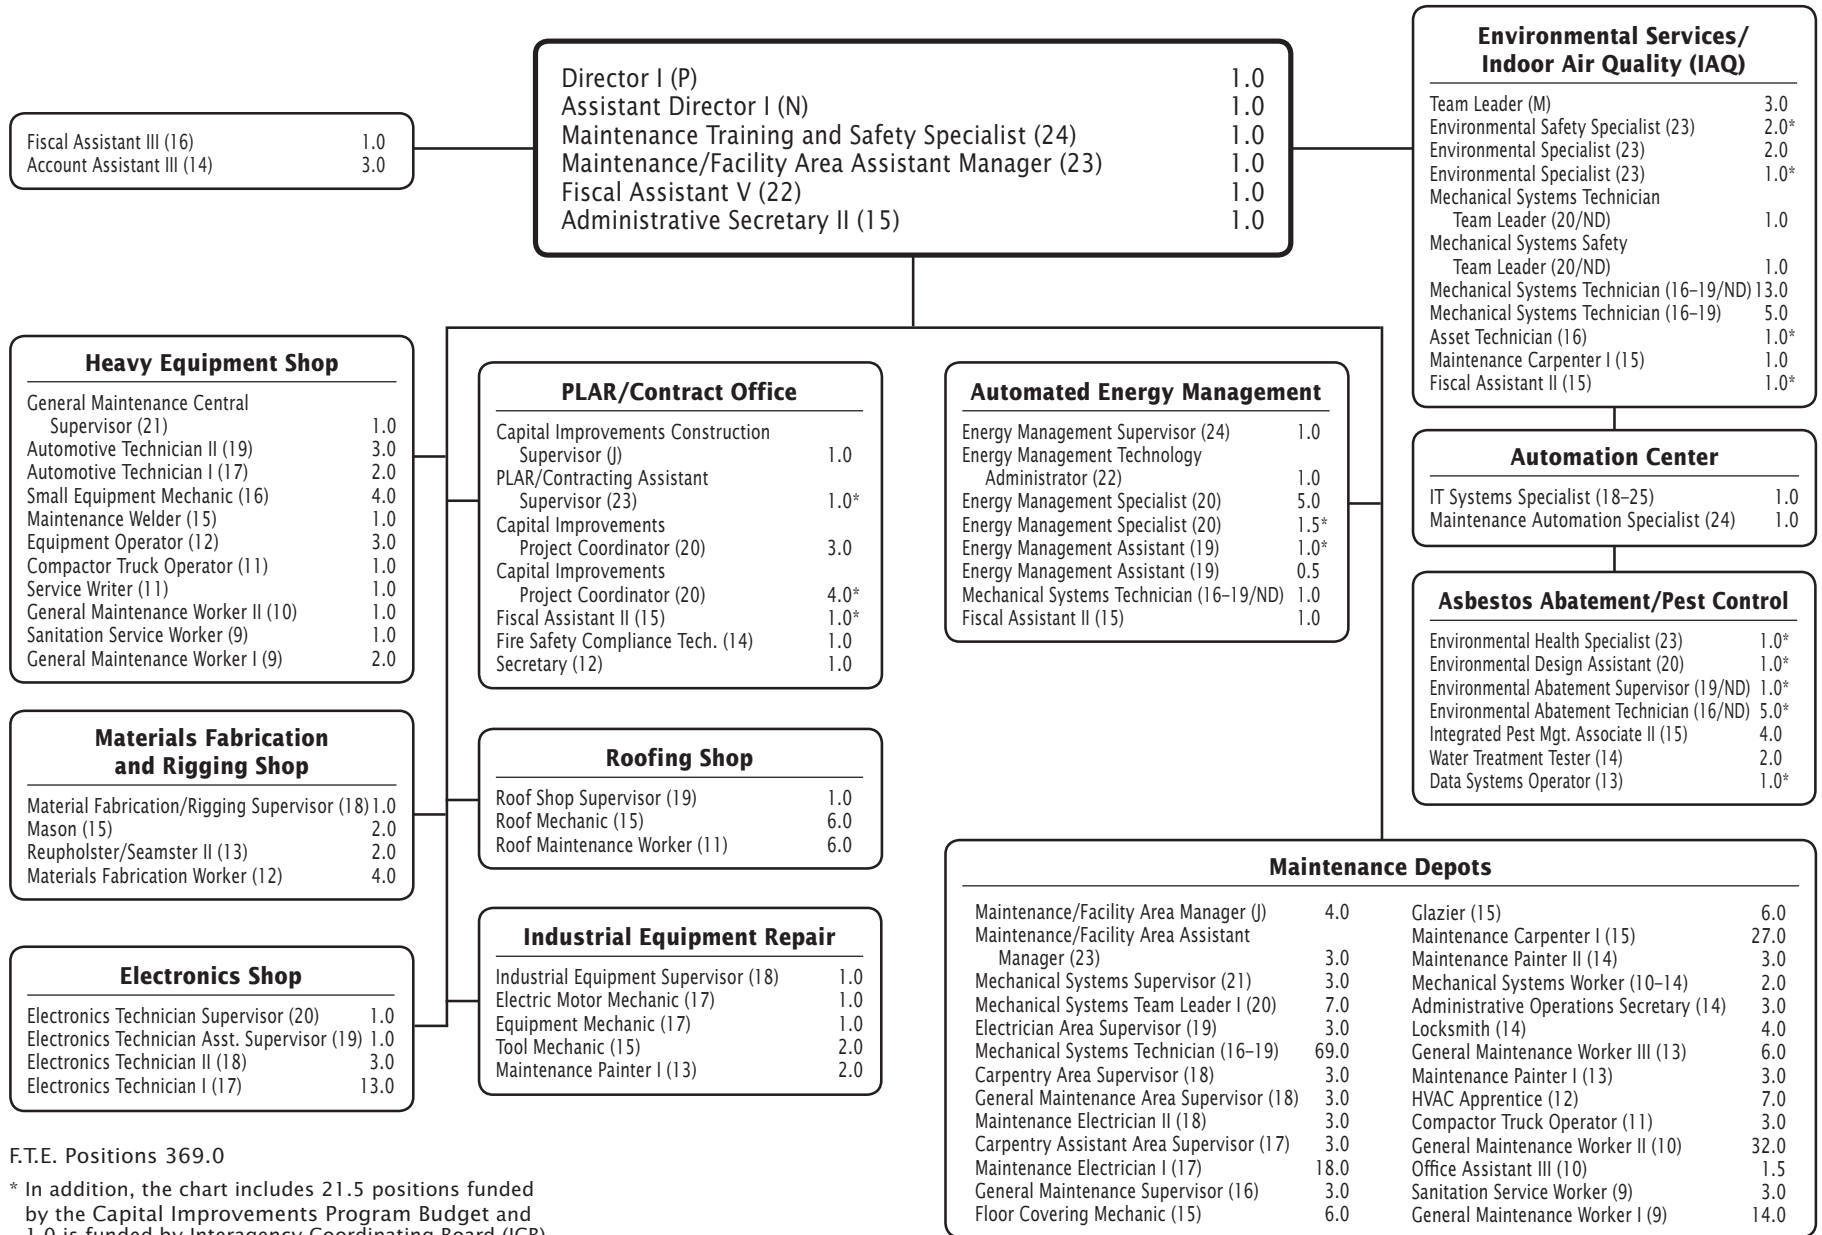 Director I (P) 1.0
Assistant Director I (N) 1.0
Maintenance Training and Safety Specialist (24) 1.0
Maintenance/Facility Area Assistant Manager (23) 1.0
Fiscal Assistant V (22) 1.0
Administrative Secretary II (15) 1.0
Fiscal Assistant III (16) 1.0
Account Assistant III (14) 3.0
Environmental Services/
Indoor Air Quality (IAQ)
Team Leader (M) 3.0
Environmental Safety Specialist (23) 2.0*
Environmental Specialist (23) 2.0
Environmental Specialist (23) 1.0*
Mechanical Systems Technician
Team Leader (20/ND) 1.0
Mechanical Systems Safety
Team Leader (20/ND) 1.0
Mechanical Systems Technician (16–19/ND) 13.0
Mechanical Systems Technician (16–19) 5.0
Asset Technician (16) 1.0*
Maintenance Carpenter I (15) 1.0
Fiscal Assistant II (15) 1.0*
Automation Center
IT Systems Specialist (18–25) 1.0
Maintenance Automation Specialist (24) 1.0
Asbestos Abatement/Pest Control
Environmental Health Specialist (23) 1.0*
Environmental Design Assistant (20) 1.0*
Environmental Abatement Supervisor (19/ND) 1.0*
Environmental Abatement Technician (16/ND) 5.0*
Integrated Pest Mgt. Associate II (15) 4.0
Water Treatment Tester (14) 2.0
Data Systems Operator (13) 1.0*
Heavy Equipment Shop
General Maintenance Central
Supervisor (21) 1.0
Automotive Technician II (19) 3.0
Automotive Technician I (17) 2.0
Small Equipment Mechanic (16) 4.0
Maintenance Welder (15) 1.0
Equipment Operator (12) 3.0
Compactor Truck Operator (11) 1.0
Service Writer (11) 1.0
General Maintenance Worker II (10) 1.0
Sanitation Service Worker (9) 1.0
General Maintenance Worker I (9) 2.0
Materials Fabrication
and Rigging Shop
Material Fabrication/Rigging Supervisor (18) 1.0
Mason (15) 2.0
Reupholster/Seamster II (13) 2.0
Materials Fabrication Worker (12) 4.0
Electronics Shop
Electronics Technician Supervisor (20) 1.0
Electronics Technician Asst. Supervisor (19) 1.0
Electronics Technician II (18) 3.0
Electronics Technician I (17) 13.0
PLAR/Contract Office
Capital Improvements Construction
Supervisor (J) 1.0
PLAR/Contracting Assistant
Supervisor (23) 1.0*
Capital Improvements
Project Coordinator (20) 3.0
Capital Improvements
Project Coordinator (20) 4.0*
Fiscal Assistant II (15) 1.0*
Fire Safety Compliance Tech. (14) 1.0
Secretary (12) 1.0
Roofing Shop
Roof Shop Supervisor (19) 1.0
Roof Mechanic (15) 6.0
Roof Maintenance Worker (11) 6.0
Industrial Equipment Repair
Industrial Equipment Supervisor (18) 1.0
Electric Motor Mechanic (17) 1.0
Equipment Mechanic (17) 1.0
Tool Mechanic (15) 2.0
Maintenance Painter I (13) 2.0
Automated Energy Management
Energy Management Supervisor (24) 1.0
Energy Management Technology
Administrator (22) 1.0
Energy Management Specialist (20) 5.0
Energy Management Specialist (20) 1.5*
Energy Management Assistant (19) 1.0*
Energy Management Assistant (19) 0.5
Mechanical Systems Technician (16–19/ND) 1.0
Fiscal Assistant II (15) 1.0
Maintenance Depots
Maintenance/Facility Area Manager (J) 4.0
Maintenance/Facility Area Assistant
Manager (23) 3.0
Mechanical Systems Supervisor (21) 3.0
Mechanical Systems Team Leader I (20) 7.0
Electrician Area Supervisor (19) 3.0
Mechanical Systems Technician (16–19) 69.0
Carpentry Area Supervisor (18) 3.0
General Maintenance Area Supervisor (18) 3.0
Maintenance Electrician II (18) 3.0
Carpentry Assistant Area Supervisor (17) 3.0
Maintenance Electrician I (17) 18.0
General Maintenance Supervisor (16) 3.0
Floor Covering Mechanic (15) 6.0
Glazier (15) 6.0
Maintenance Carpenter I (15) 27.0
Maintenance Painter II (14) 3.0
Mechanical Systems Worker (10–14) 2.0
Administrative Operations Secretary (14) 3.0
Locksmith (14) 4.0
General Maintenance Worker III (13) 6.0
Maintenance Painter I (13) 3.0
HVAC Apprentice (12) 7.0
Compactor Truck Operator (11) 3.0
General Maintenance Worker II (10) 32.0
Office Assistant III (10) 1.5
Sanitation Service Worker (9) 3.0
General Maintenance Worker I (9) 14.0
F.T.E. Positions 369.0
* In addition, the chart includes 21.5 positions funded
by the Capital Improvements Program Budget and
1.0 is funded by Interagency Coordinating Board (ICB)